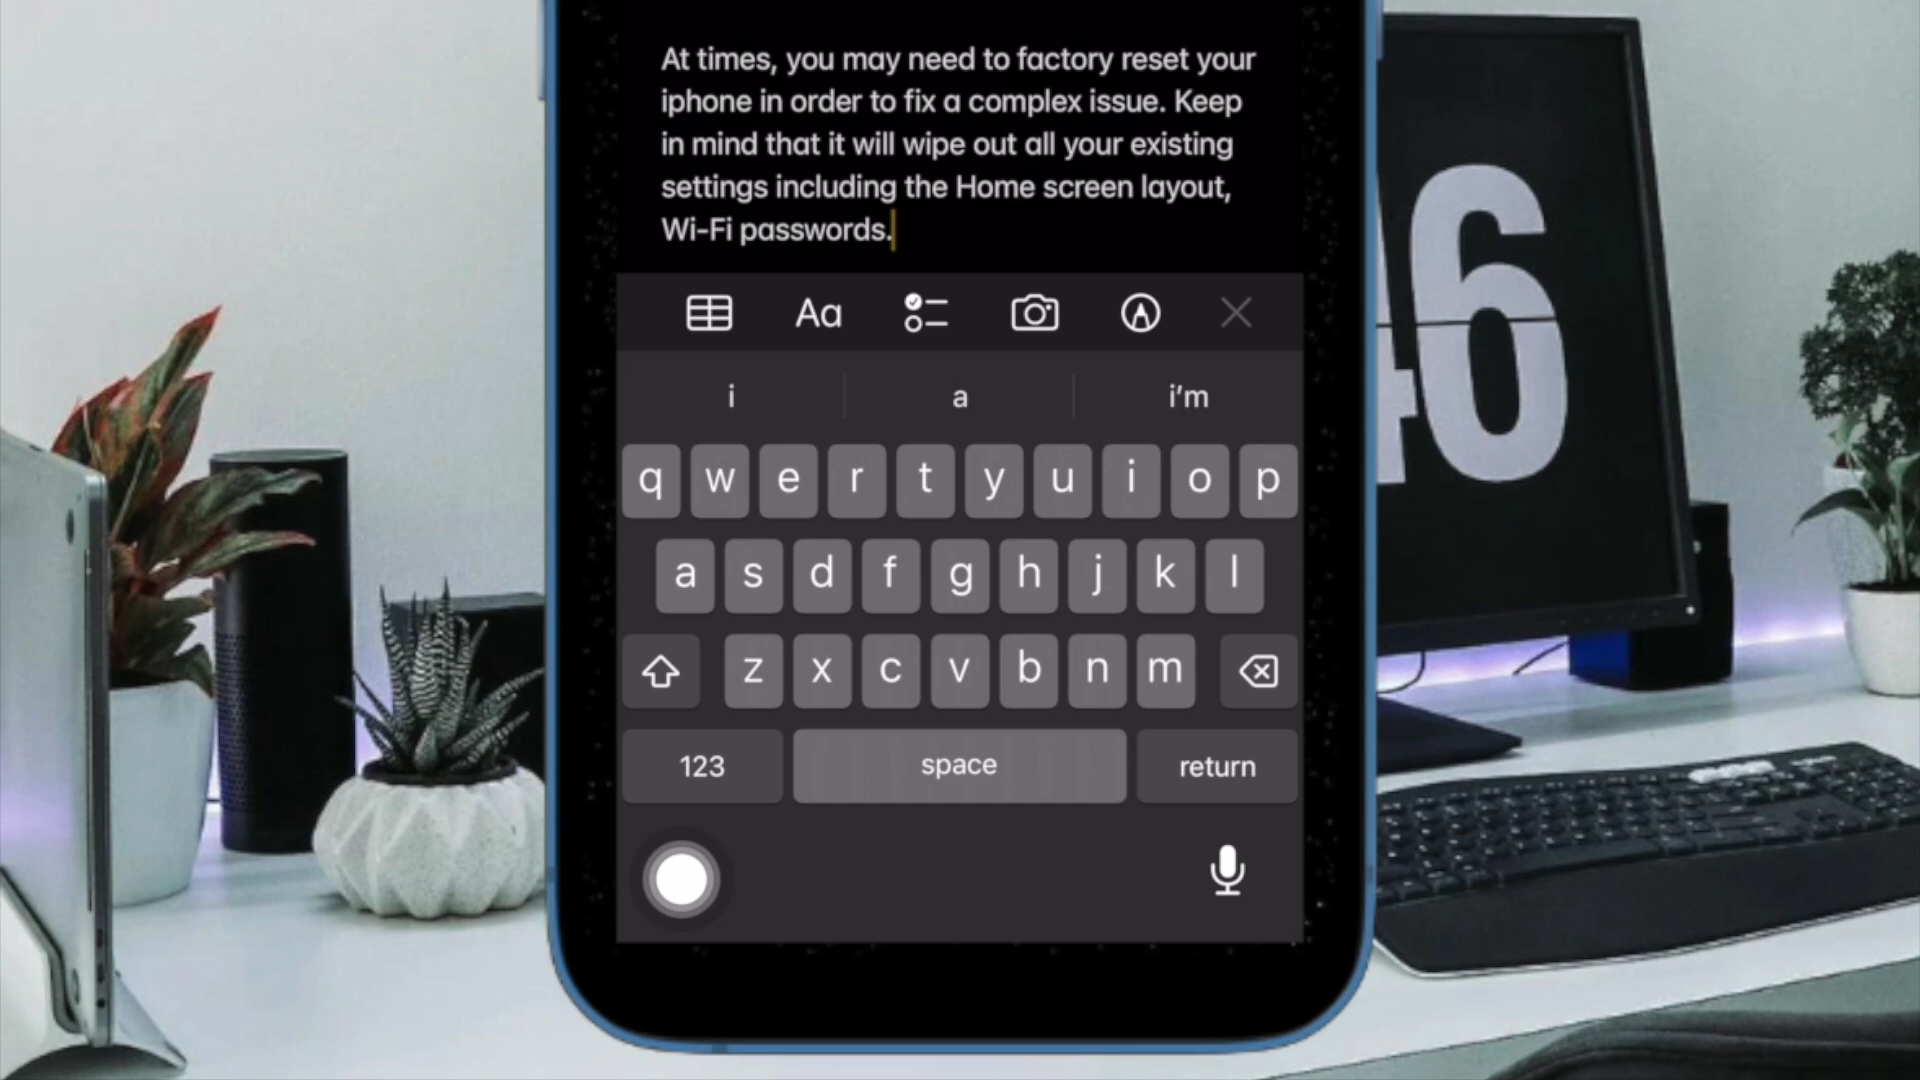 At times, you may need to factory reset your
iphone in order to fix a complex issue. Keep
in mind that it will wipe out all your existing
settings including the Home screen layout,
Wi-Fi passwords.
Aa
i a i'm
q w e r t y u i o p
a s d f g h j k l
z x c v b n m
123 space return
46